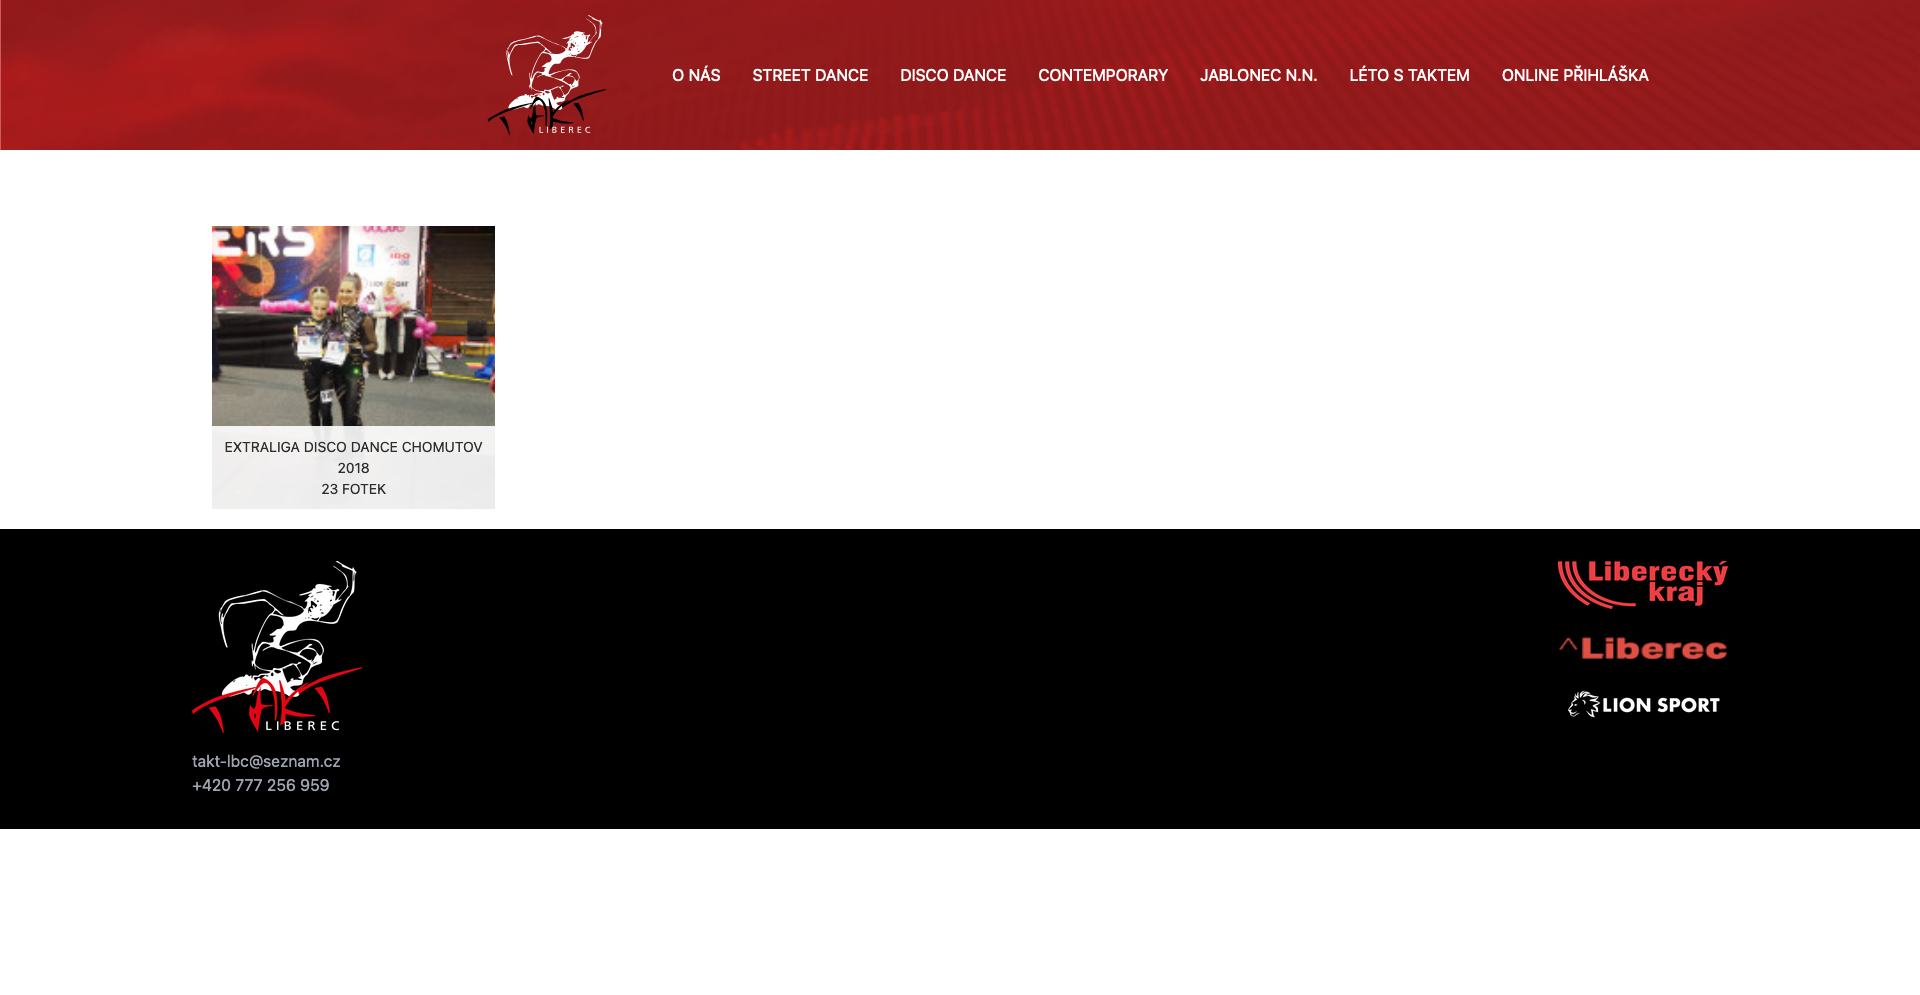 TAKT
LIBEREC
O NÁS
STREET DANCE
DISCO DANCE
CONTEMPORARY
JABLONEC N.N.
LÉTO S TAKTEM
ONLINE PŘIHLÁŠKA
ERS
EXTRALIGA DISCO DANCE CHOMUTOV
2018
23 FOTEK
TAKT
LIBEREC
takt-lbc@seznam.cz
+420 777 256 959
Liberecký
kraj
Liberec
LION SPORT